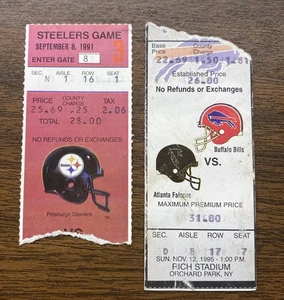 STEELERS GAME
SEPTEMBER 8, 1991
ENTER GATE 8
SEC ROW SEAT
N 1 16 1
PRICE COUNTY CHARGE TAX
25.69 .25 2.06
TOTAL 28.00
NO REFUNDS OR EXCHANGES
Pittsburgh Steelers
VS
Base Price County Charge
22.69 1.50 1.81
Established Price
26.00
No Refunds or Exchanges
Buffalo Bills
VS.
Atlanta Falcons
MAXIMUM PREMIUM PRICE
31.00
SEC. AISLE ROW SEAT
D 8 17 7
SUN. NOV. 12, 1995 - 1:00 P.M.
RICH STADIUM
ORCHARD PARK, NY